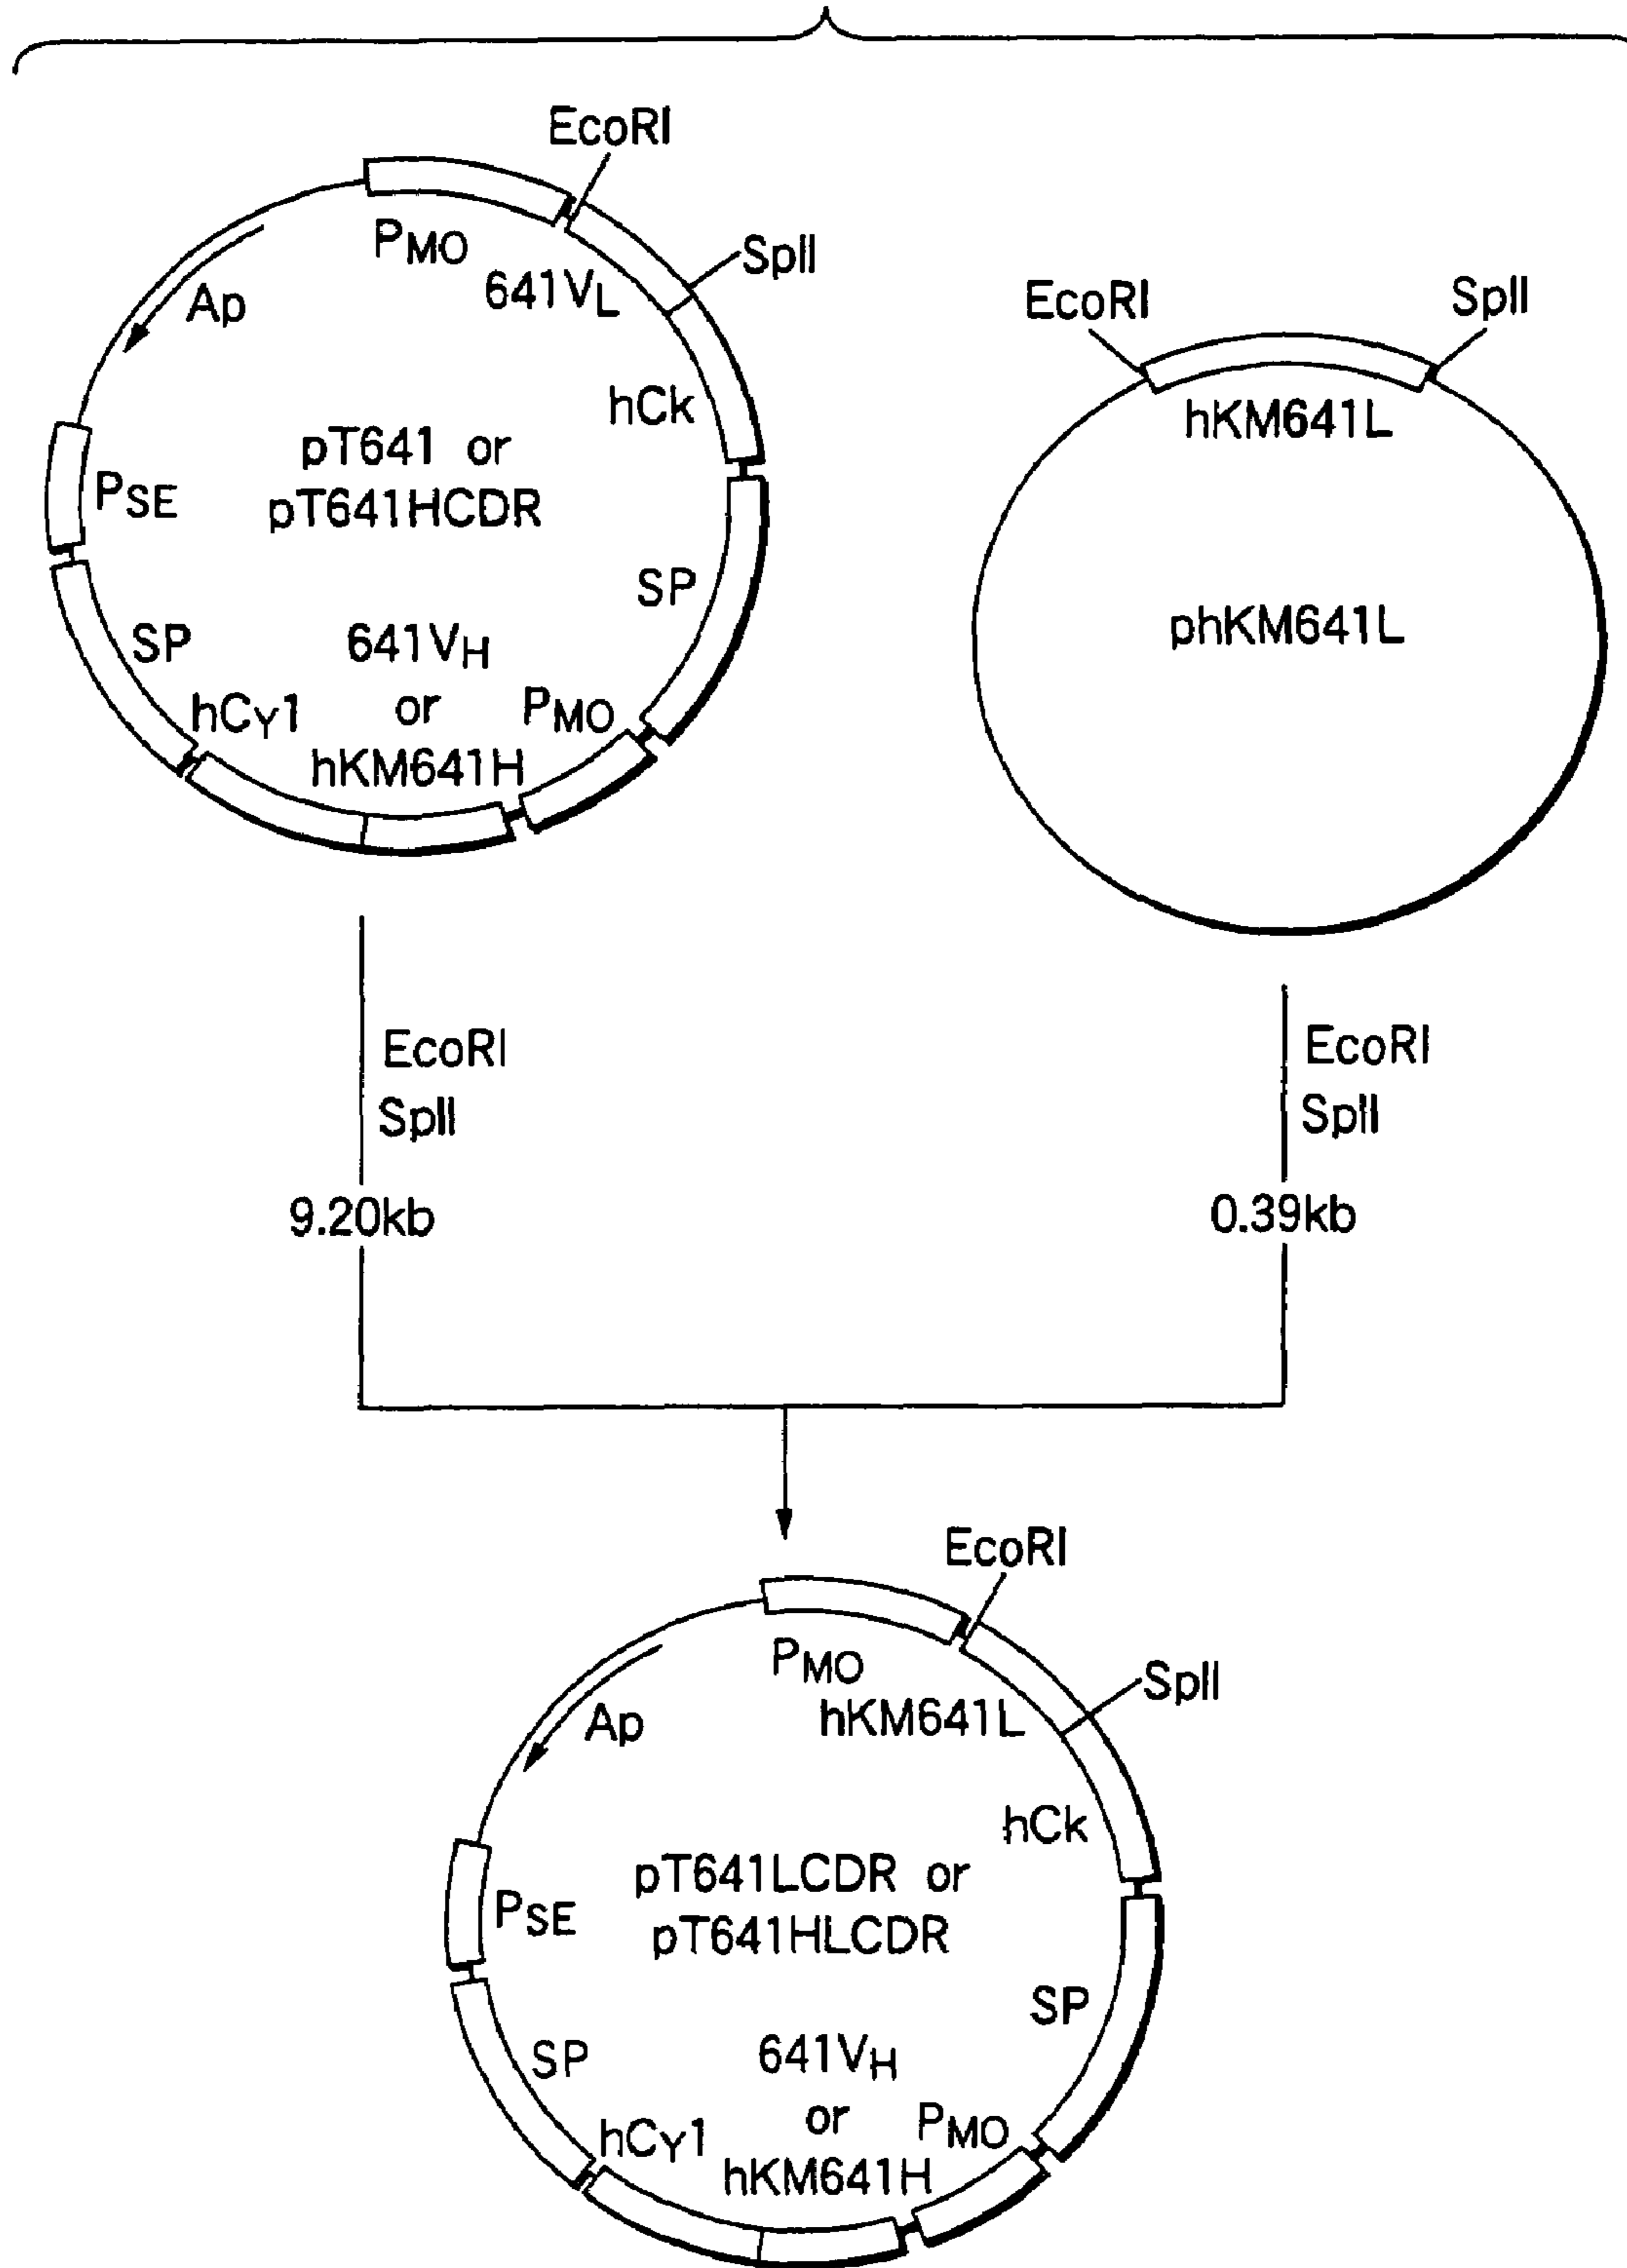 EcoRI
PMO
SplI
641VL
Ap
hCk
PSE
pT641 or
pT641HCDR
SP
SP
641VH
or
hKM641H
hCγ1
PMO
EcoRI
SplI
hKM641L
phKM641L
EcoRI
SplI
9.20kb
EcoRI
SplI
0.39kb
EcoRI
PMO
SplI
hKM641L
Ap
hCk
PSE
pT641LCDR or
pT641HLCDR
SP
SP
641VH
or
hKM641H
hCγ1
PMO